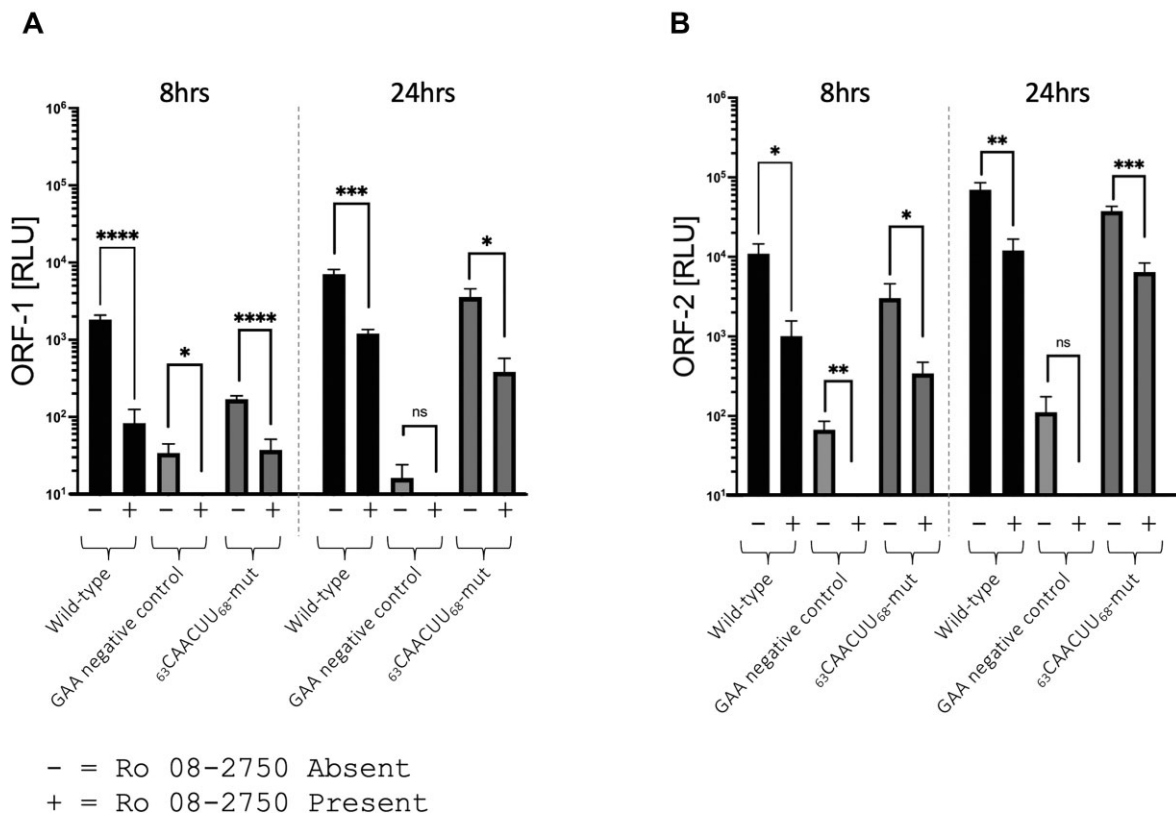 A
8hrs 24hrs
ORF-1 [RLU]
10⁶
10⁵
10⁴
10³
10²
10¹
**** * **** *** ns *
− + − + − + − + − + − +
Wild-type
GAA negative control
₆₃CAACUU₆₈-mut
Wild-type
GAA negative control
₆₃CAACUU₆₈-mut
B
8hrs 24hrs
ORF-2 [RLU]
10⁶
10⁵
10⁴
10³
10²
10¹
* ** * ** ns ***
− + − + − + − + − + − +
Wild-type
GAA negative control
₆₃CAACUU₆₈-mut
Wild-type
GAA negative control
₆₃CAACUU₆₈-mut
− = Ro 08-2750 Absent
+ = Ro 08-2750 Present